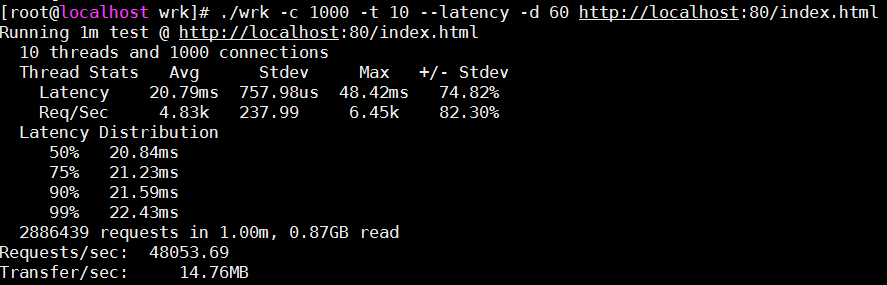 [root@localhost wrk]# ./wrk -c 1000 -t 10 --latency -d 60 http://localhost:80/index.html
Running 1m test @ http://localhost:80/index.html
  10 threads and 1000 connections
  Thread Stats   Avg      Stdev     Max   +/- Stdev
    Latency    20.79ms  757.98us  48.42ms   74.82%
    Req/Sec     4.83k   237.99     6.45k    82.30%
  Latency Distribution
     50%   20.84ms
     75%   21.23ms
     90%   21.59ms
     99%   22.43ms
  2886439 requests in 1.00m, 0.87GB read
Requests/sec:  48053.69
Transfer/sec:     14.76MB